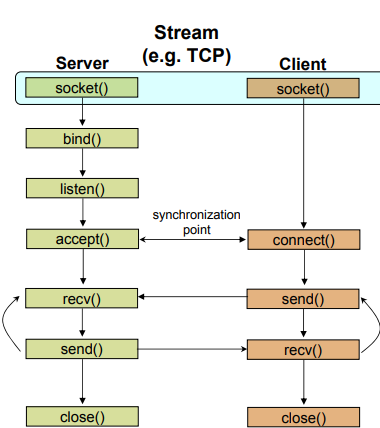 Stream
(e.g. TCP)
Server
Client
socket()
socket()
bind()
listen()
synchronization
point
accept()
connect()
recv()
send()
send()
recv()
close()
close()